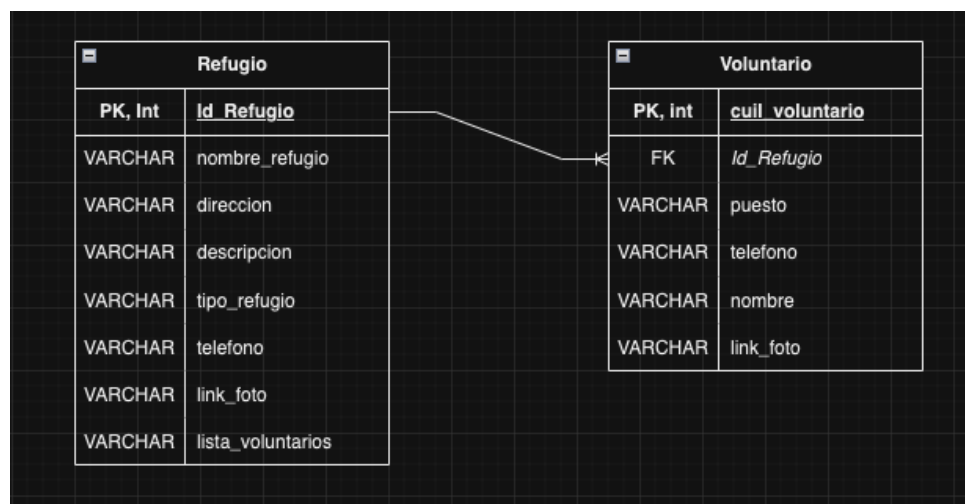 Refugio
PK, Int Id_Refugio
VARCHAR nombre_refugio
VARCHAR direccion
VARCHAR descripcion
VARCHAR tipo_refugio
VARCHAR telefono
VARCHAR link_foto
VARCHAR lista_voluntarios
Voluntario
PK, int cuil_voluntario
FK Id_Refugio
VARCHAR puesto
VARCHAR telefono
VARCHAR nombre
VARCHAR link_foto